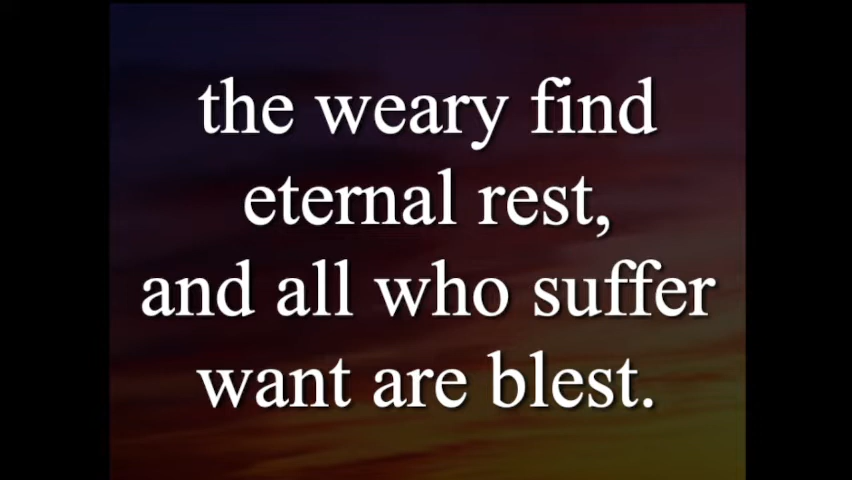 the weary find
eternal rest,
and all who suffer
want are blest.